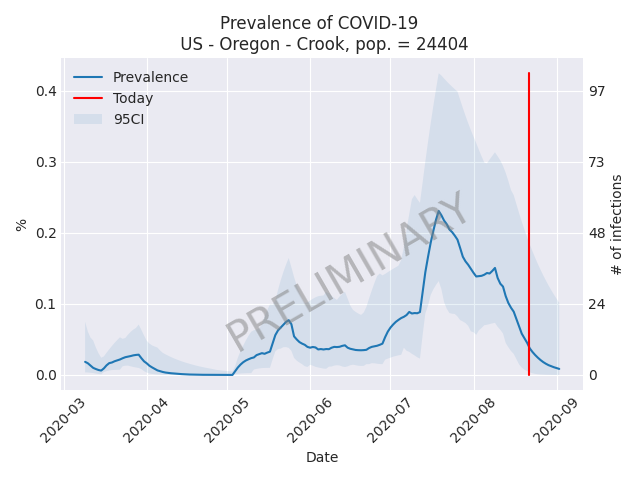 Prevalence of COVID-19
US - Oregon - Crook, pop. = 24404
Prevalence
Today
95CI
PRELIMINARY
%
0.4
0.3
0.2
0.1
0.0
# of infections
97
73
48
24
0
2020-03
2020-04
2020-05
2020-06
2020-07
2020-08
2020-09
Date